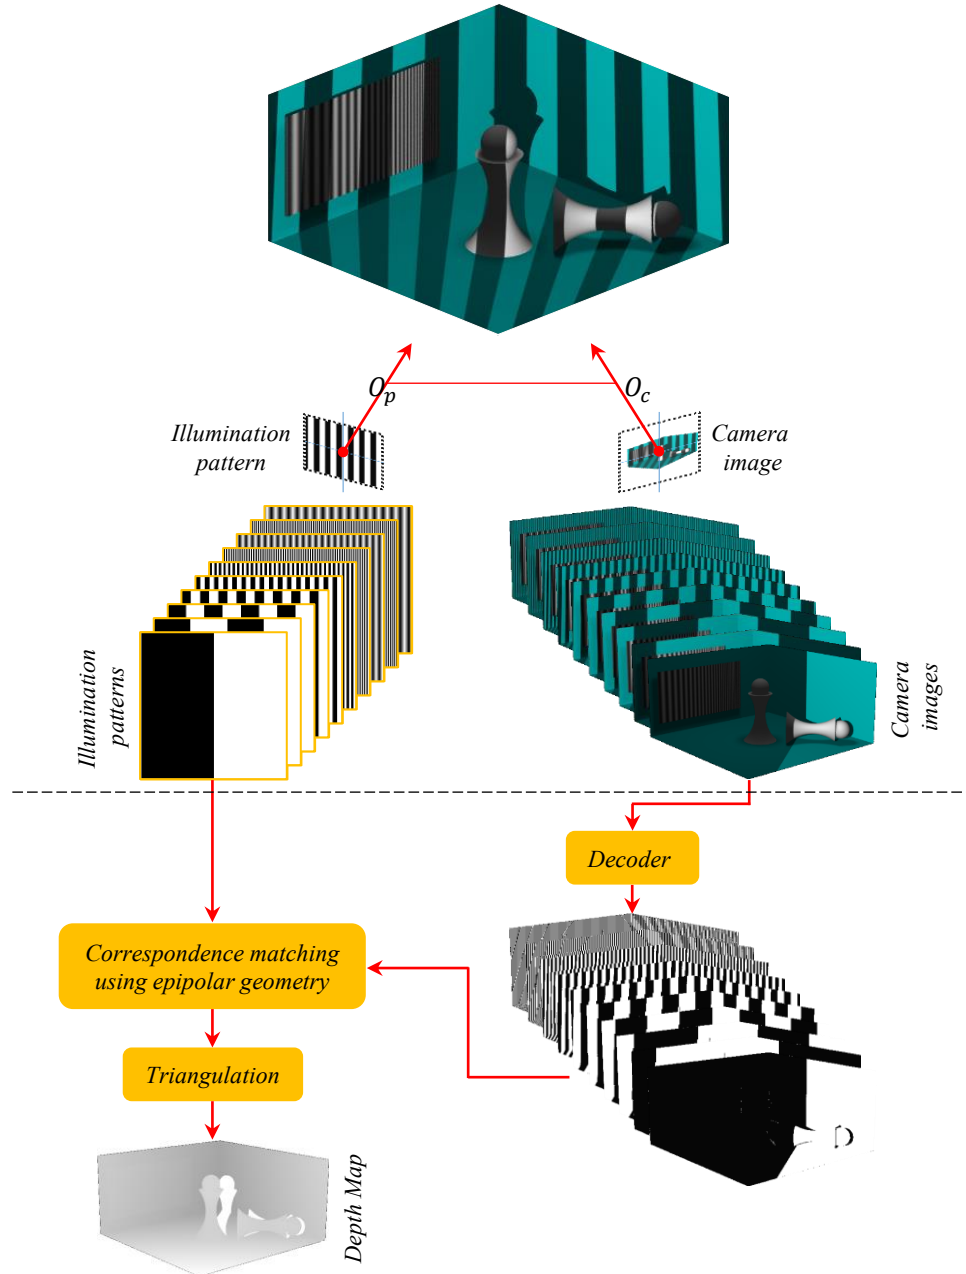 O_p
O_c
Illumination
pattern
Camera
image
Illumination
patterns
Camera
images
Decoder
Correspondence matching
using epipolar geometry
Triangulation
Depth Map